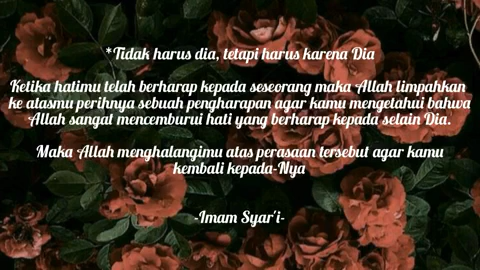 *Tidak harus dia, tetapi harus karena Dia
Ketika hatimu telah berharap kepada seseorang maka Allah limpahkan
ke atasmu perihnya sebuah pengharapan agar kamu mengetahui bahwa
Allah sangat mencemburui hati yang berharap kepada selain Dia.
Maka Allah menghalangimu atas perasaan tersebut agar kamu
kembali kepada-Nya
-Imam Syar'i-